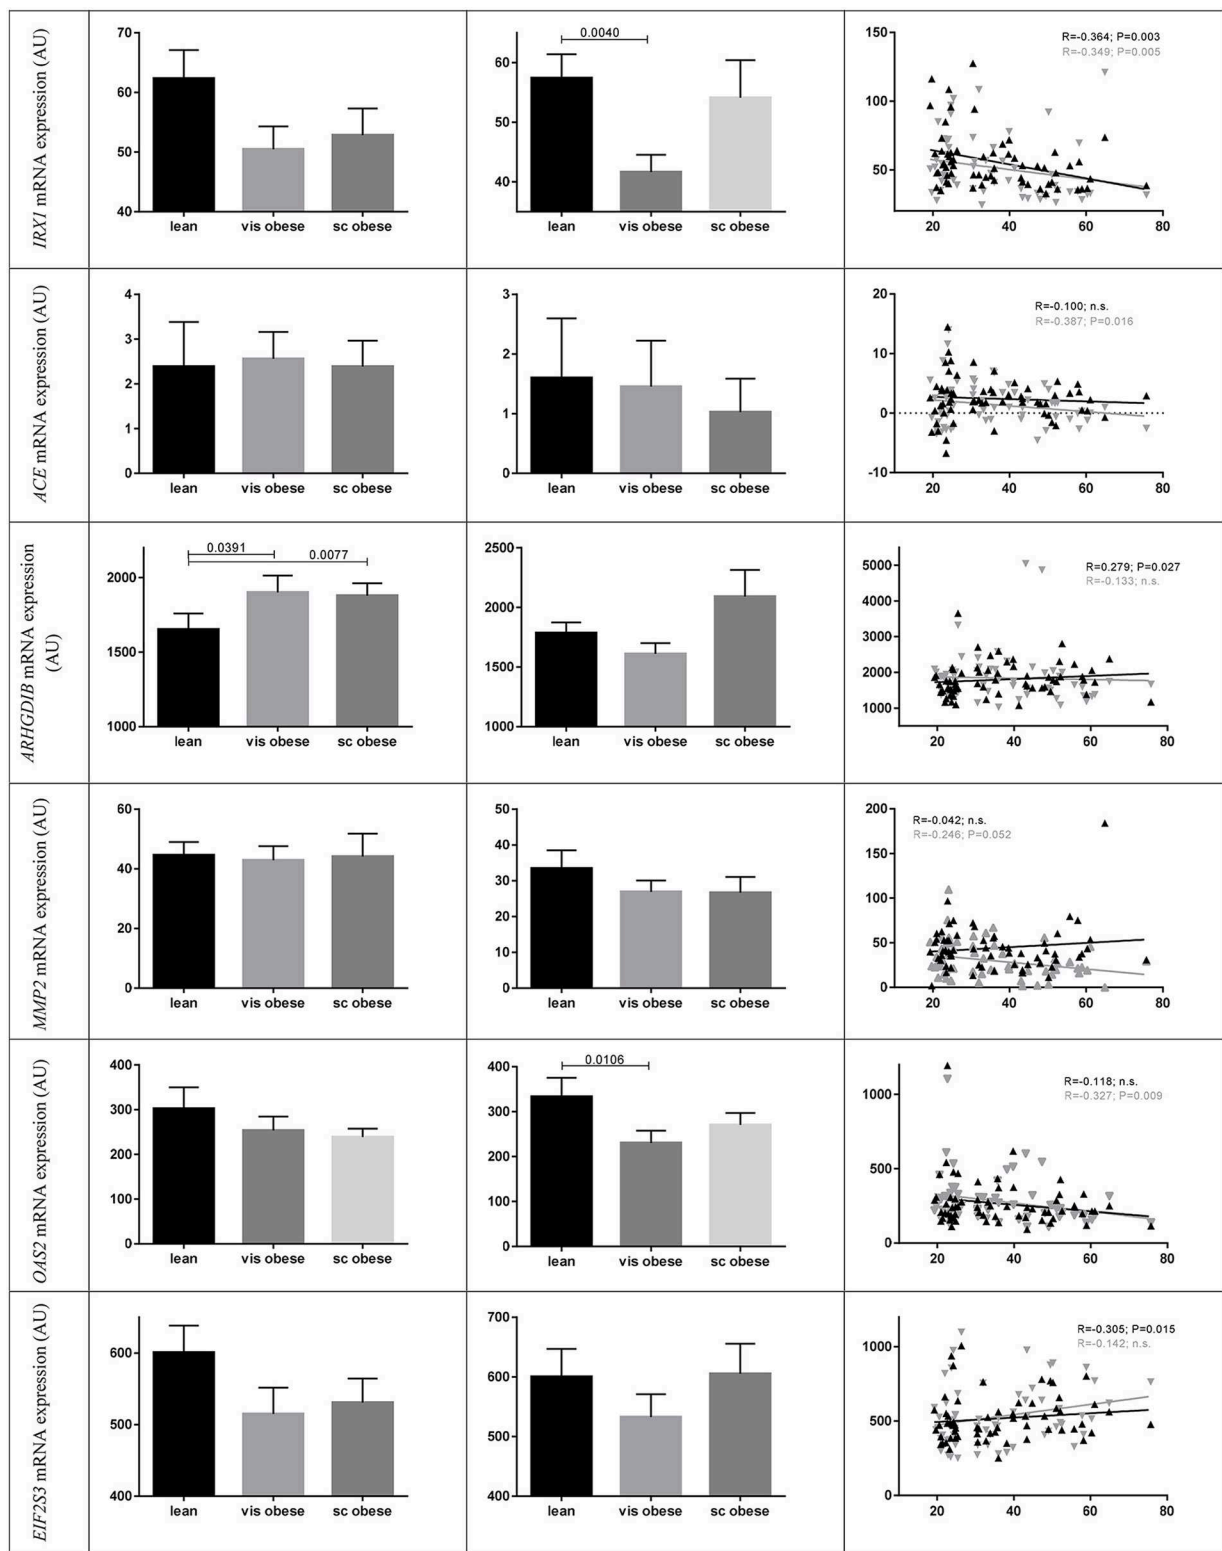 IRX1 mRNA expression (AU)
70
60
50
40
lean vis obese sc obese
0.0040
60
50
40
lean vis obese sc obese
R=-0.364; P=0.003
R=-0.349; P=0.005
150
100
50
20 40 60 80
ACE mRNA expression (AU)
4
3
2
1
0
lean vis obese sc obese
3
2
1
0
lean vis obese sc obese
R=-0.100; n.s.
R=-0.387; P=0.016
20
10
0
-10
20 40 60 80
ARHGDIB mRNA expression
(AU)
0.0391
0.0077
2000
1500
1000
lean vis obese sc obese
2500
2000
1500
1000
lean vis obese sc obese
R=0.279; P=0.027
R=-0.133; n.s.
5000
4000
3000
2000
1000
20 40 60 80
MMP2 mRNA expression (AU)
60
40
20
0
lean vis obese sc obese
50
40
30
20
10
0
lean vis obese sc obese
R=-0.042; n.s.
R=-0.246; P=0.052
200
150
100
50
0
20 40 60 80
OAS2 mRNA expression (AU)
400
300
200
100
0
lean vis obese sc obese
0.0106
400
300
200
100
0
lean vis obese sc obese
R=-0.118; n.s.
R=-0.327; P=0.009
1000
500
0
20 40 60 80
EIF2S3 mRNA expression (AU)
600
500
400
lean vis obese sc obese
700
600
500
400
lean vis obese sc obese
R=-0.305; P=0.015
R=-0.142; n.s.
1000
500
0
20 40 60 80